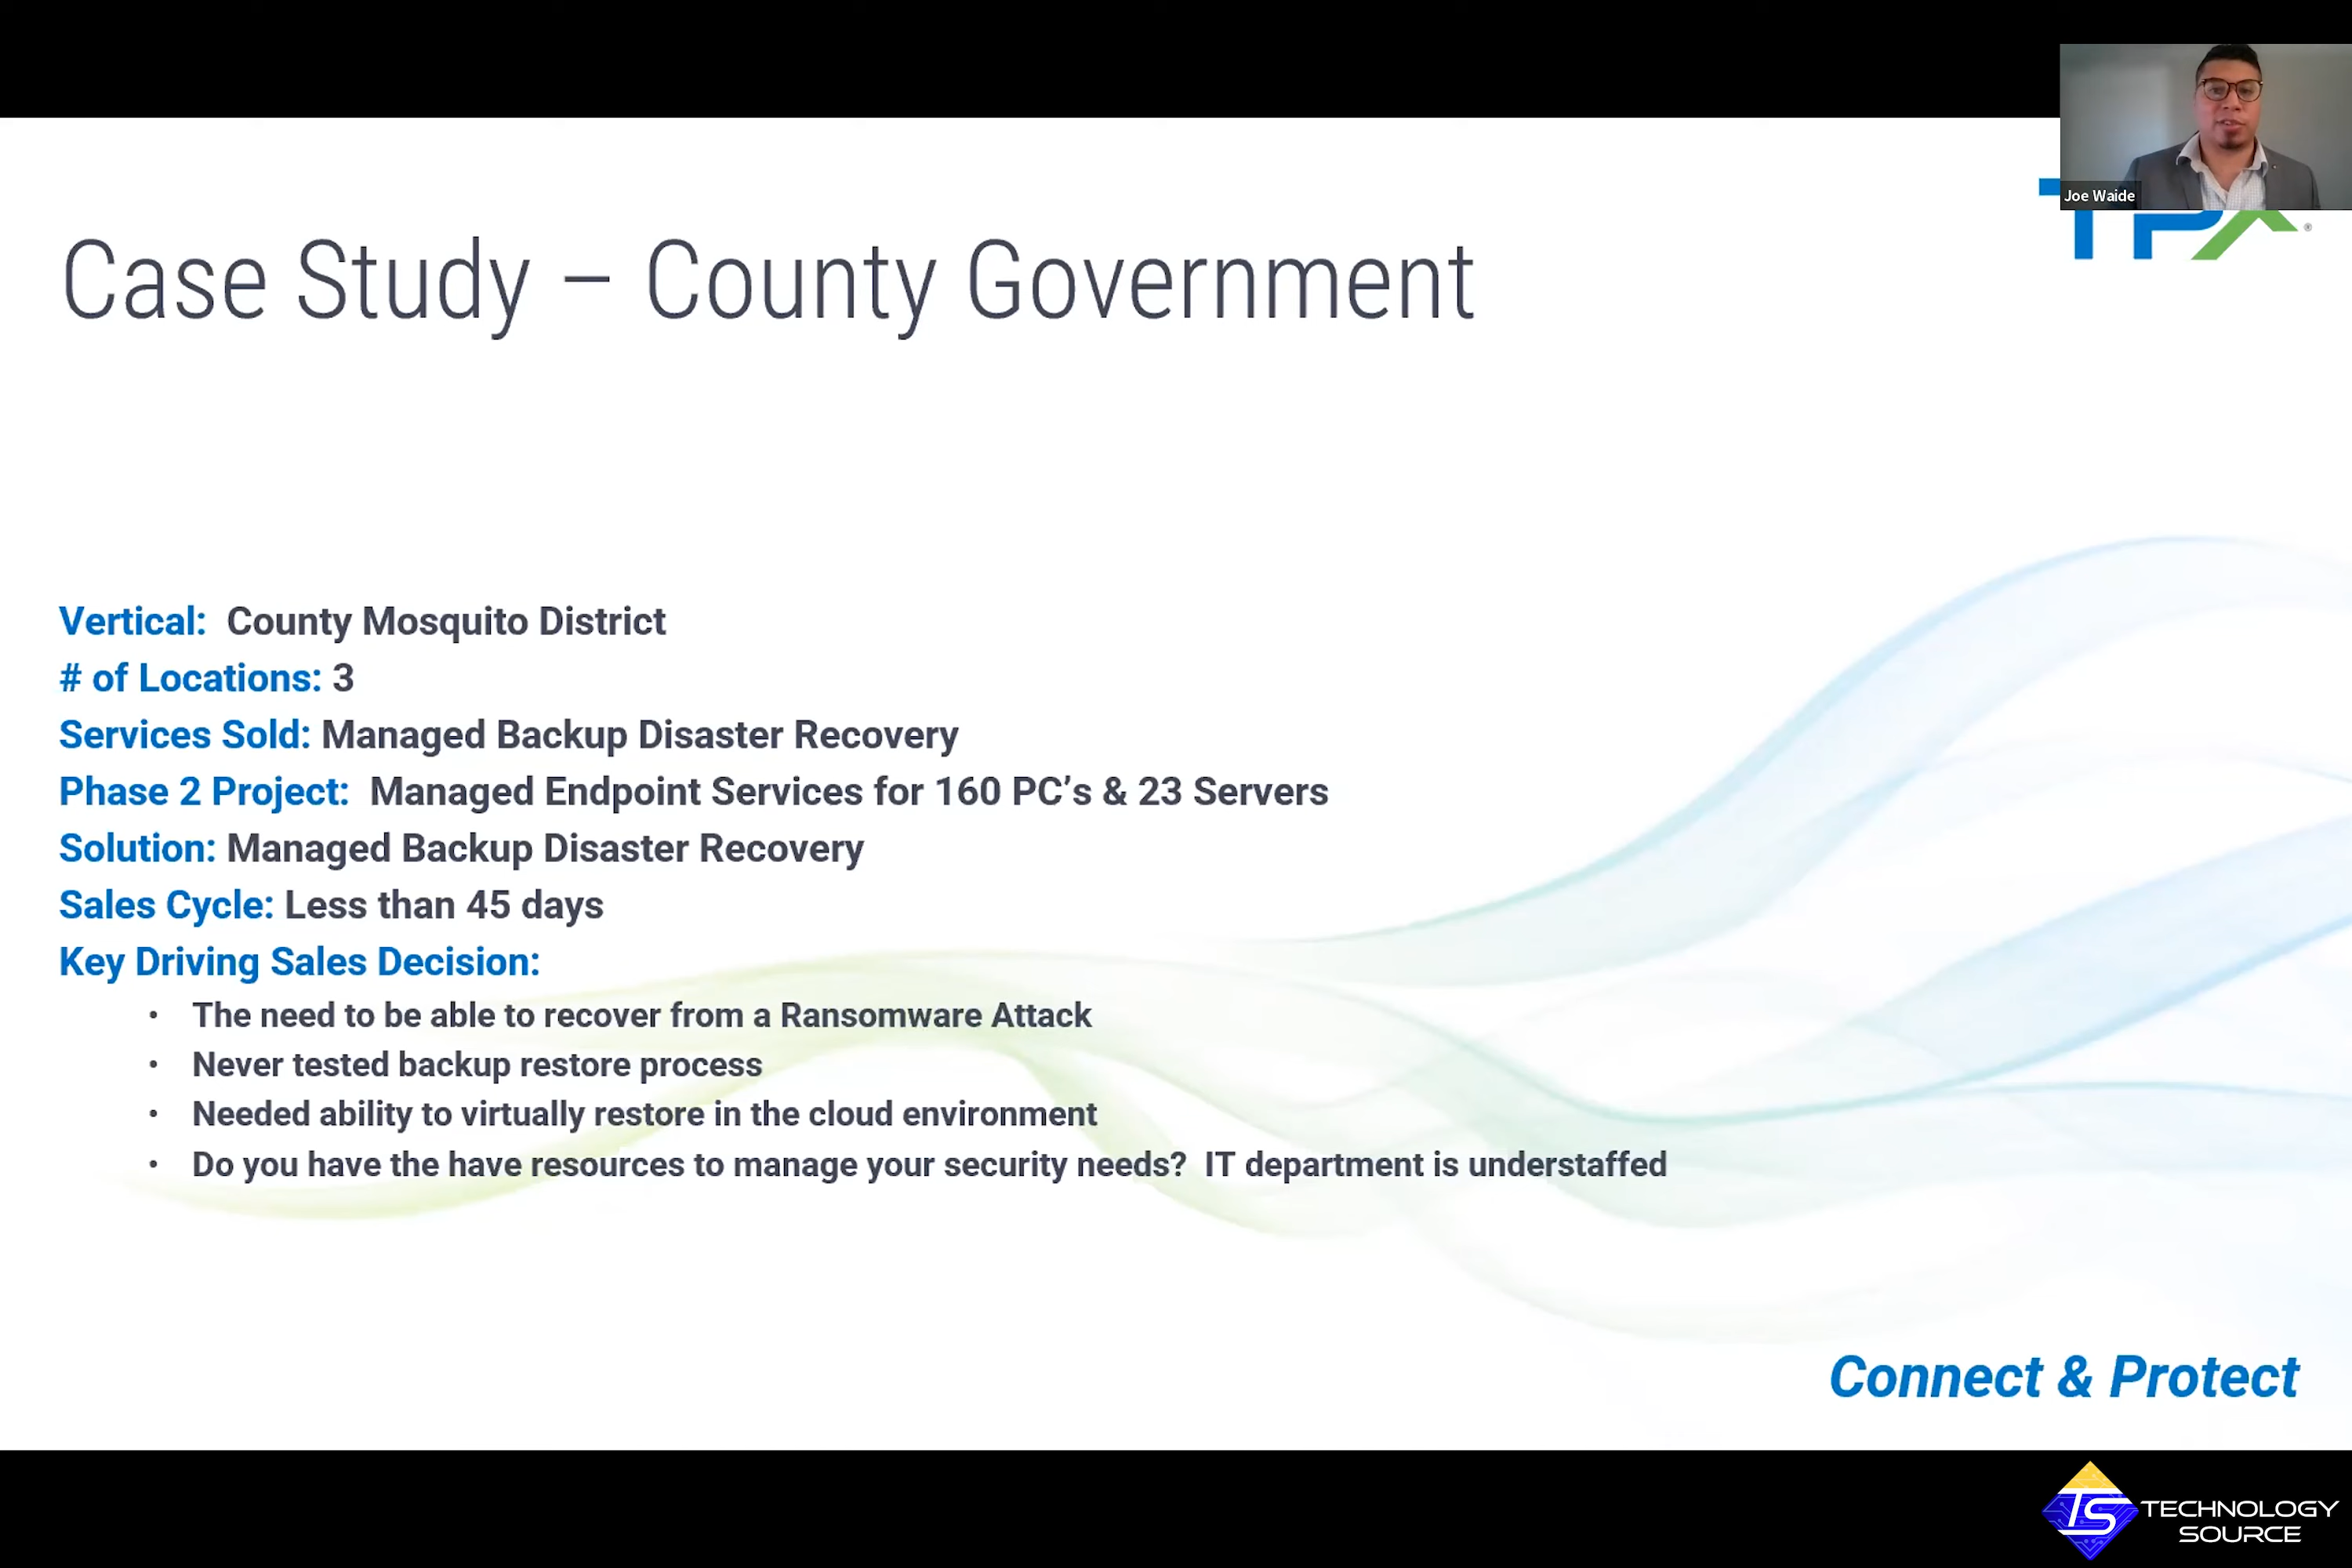 Joe Waide
TPx®
Case Study – County Government
Vertical:  County Mosquito District
# of Locations: 3
Services Sold: Managed Backup Disaster Recovery
Phase 2 Project:  Managed Endpoint Services for 160 PC’s & 23 Servers
Solution: Managed Backup Disaster Recovery
Sales Cycle: Less than 45 days
Key Driving Sales Decision:
• The need to be able to recover from a Ransomware Attack
• Never tested backup restore process
• Needed ability to virtually restore in the cloud environment
• Do you have the have resources to manage your security needs?  IT department is understaffed
Connect & Protect
TS
TECHNOLOGY
SOURCE